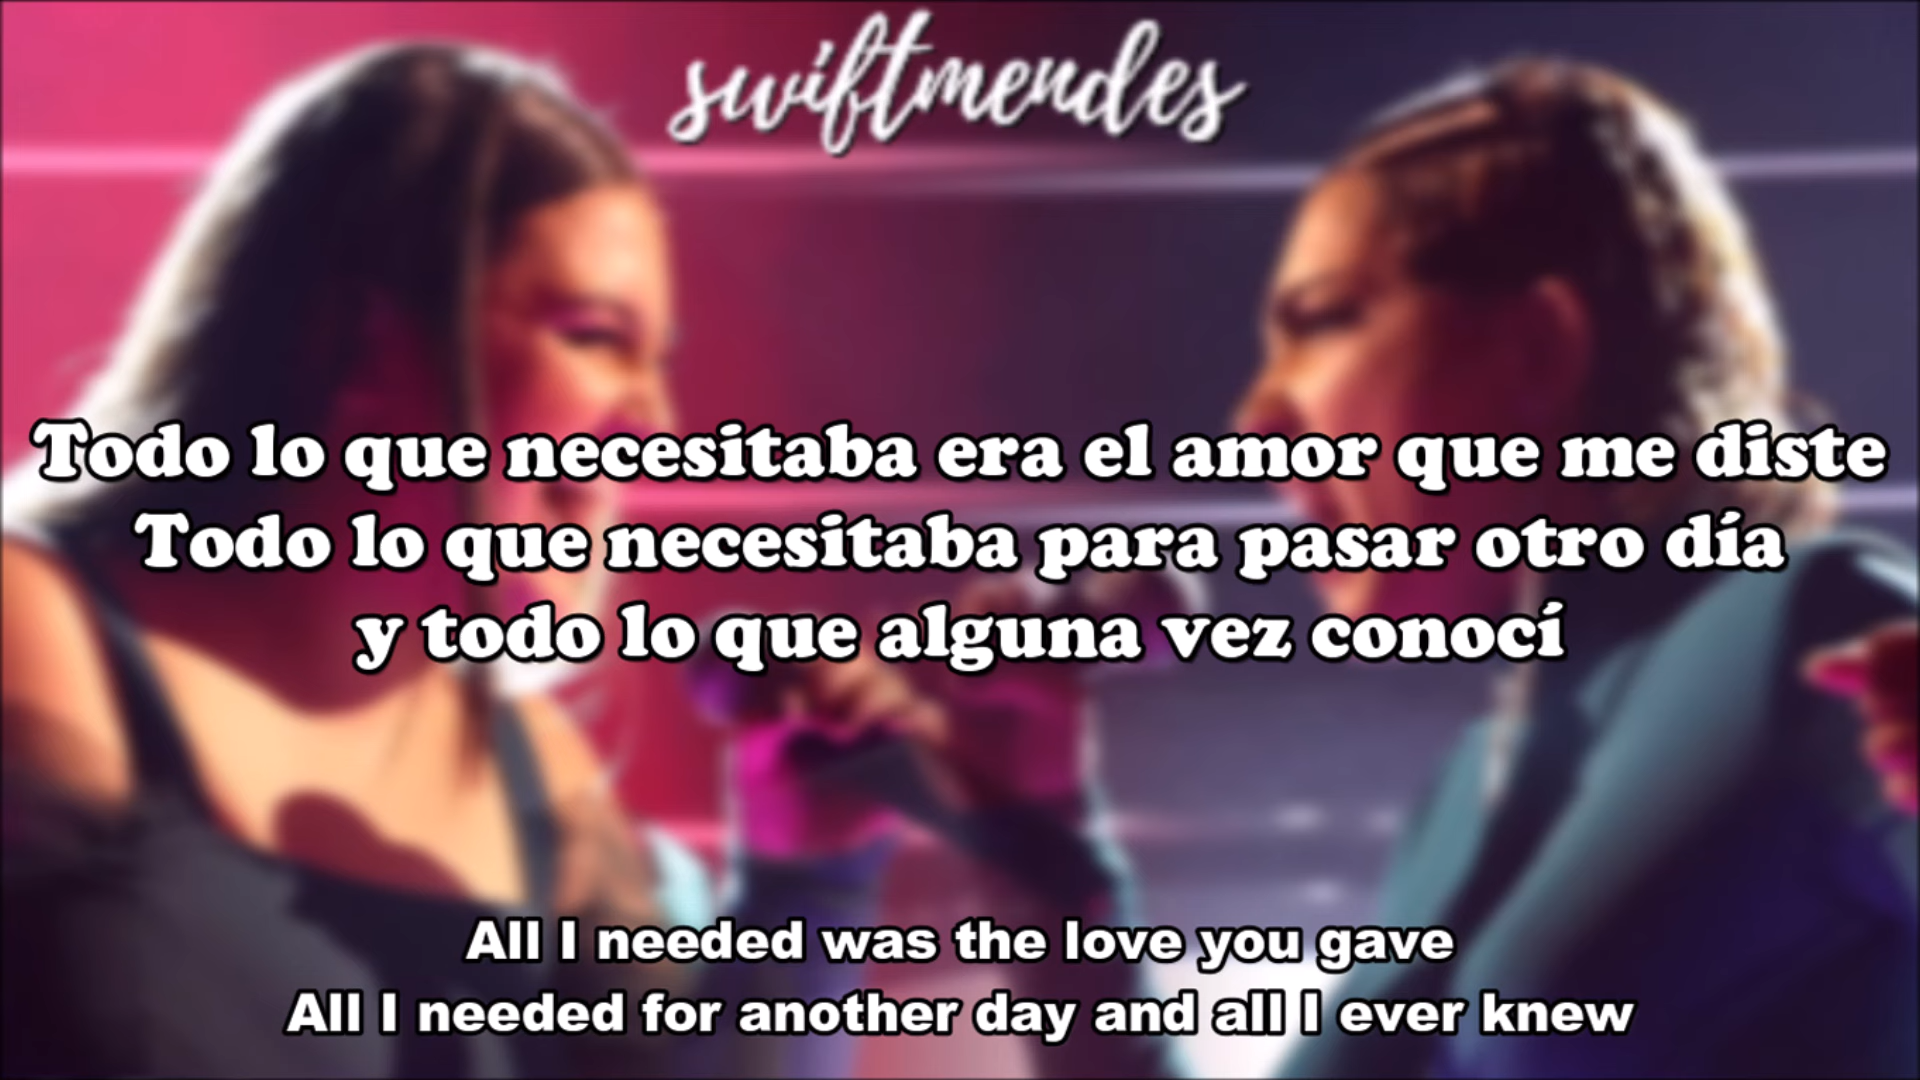 swiftmendes
Todo lo que necesitaba era el amor que me diste
Todo lo que necesitaba para pasar otro día
y todo lo que alguna vez conocí
All I needed was the love you gave
All I needed for another day and all I ever knew